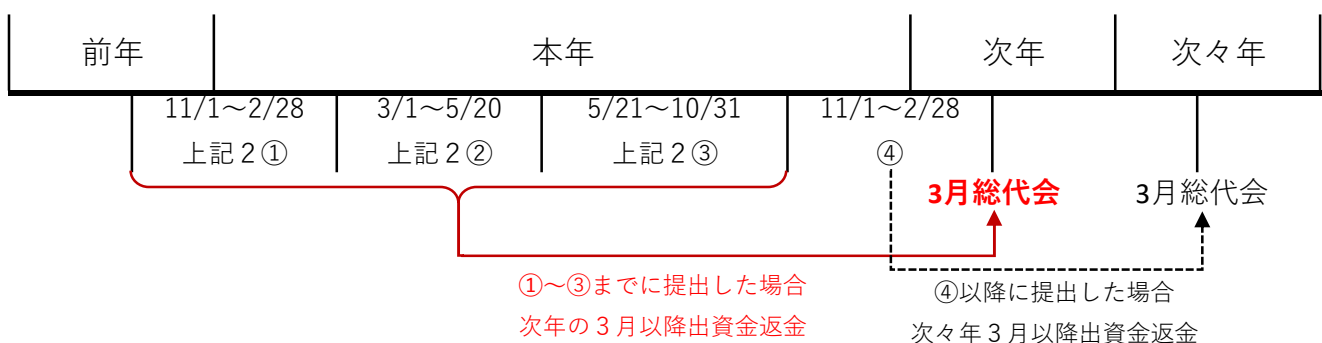 前年 本年 次年 次々年
11/1～2/28 3/1～5/20 5/21～10/31 11/1～2/28
上記２① 上記２② 上記２③ ④
3月総代会 3月総代会
①～③までに提出した場合
次年の３月以降出資金返金
④以降に提出した場合
次々年３月以降出資金返金